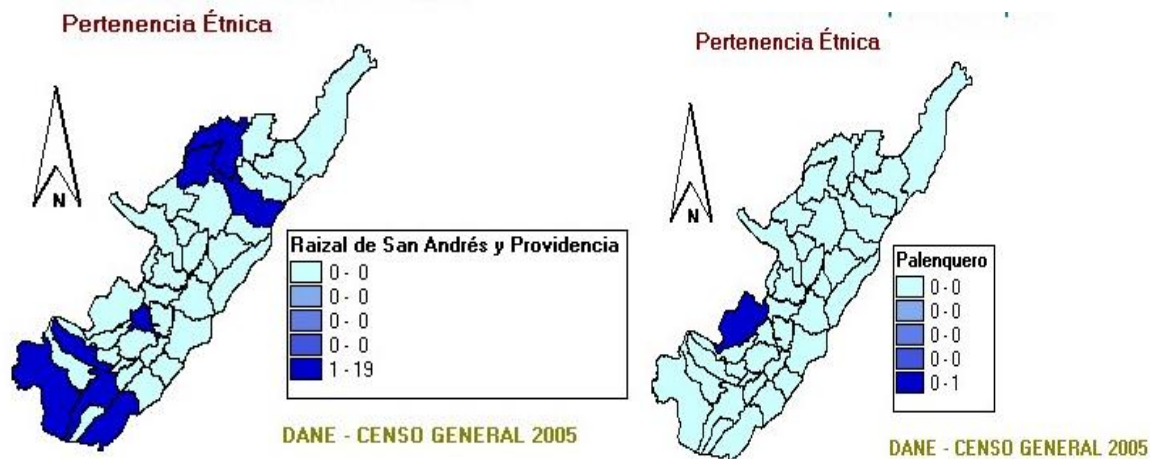 Pertenencia Étnica
N
Raizal de San Andrés y Providencia
0 - 0
0 - 0
0 - 0
0 - 0
1 - 19
DANE - CENSO GENERAL 2005
Pertenencia Étnica
N
Palenquero
0 - 0
0 - 0
0 - 0
0 - 0
0 - 1
DANE - CENSO GENERAL 2005